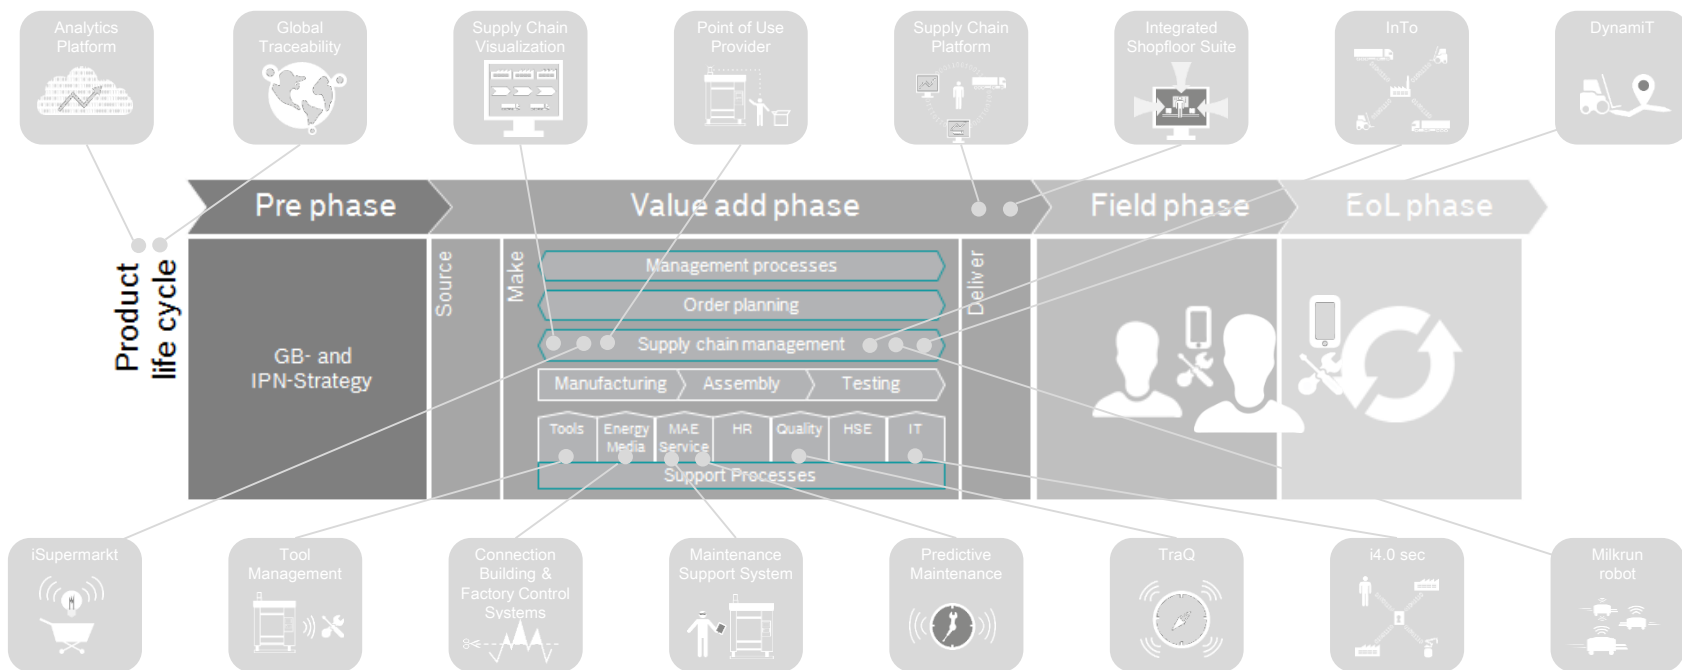 Analytics
Platform
Global
Traceability
Supply Chain
Visualization
Point of Use
Provider
Supply Chain
Platform
Integrated
Shopfloor Suite
InTo
DynamiT
Pre phase
Value add phase
Field phase
EoL phase
Product
life cycle
GB- and
IPN-Strategy
Source
Make
Management processes
Order planning
Supply chain management
Manufacturing
Assembly
Testing
Tools
Energy
Media
MAE
Service
HR
Quality
HSE
IT
Support Processes
Deliver
iSupermarkt
Tool
Management
Connection
Building &
Factory Control
Systems
Maintenance
Support System
Predictive
Maintenance
TraQ
i4.0 sec
Milkrun
robot